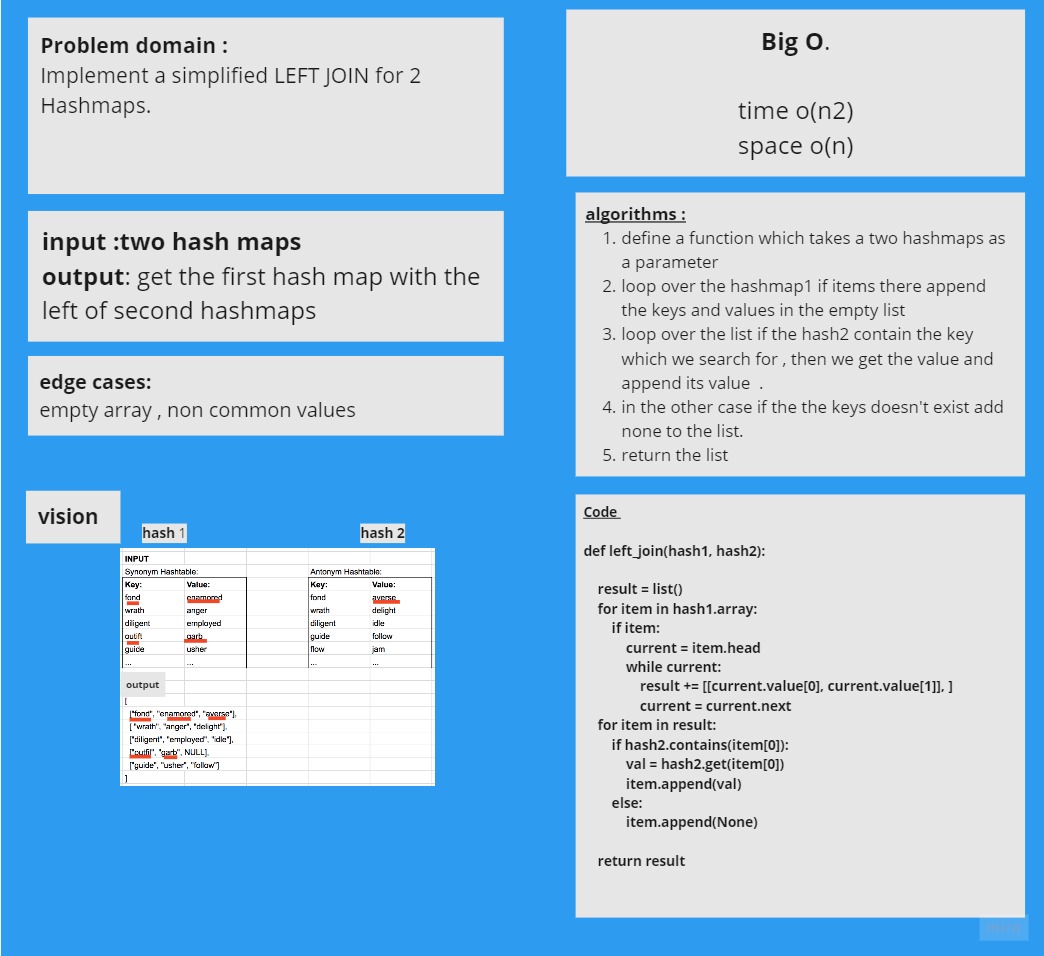 Problem domain :
Implement a simplified LEFT JOIN for 2
Hashmaps.
input :two hash maps
output: get the first hash map with the
left of second hashmaps
edge cases:
empty array , non common values
vision
hash 1 hash 2
INPUT
Synonym Hashtable: Antonym Hashtable:
Key: Value: Key: Value:
fond enamored fond averse
wrath anger wrath delight
diligent employed diligent idle
outift garb guide follow
guide usher flow jam
... ... ... ...
output
[
["fond", "enamored", "averse"],
[ "wrath", "anger", "delight"],
["diligent", "employed", "idle"],
["outfit", "garb", NULL],
["guide", "usher", "follow"]
]
Big O.
time o(n2)
space o(n)
algorithms :
1. define a function which takes a two hashmaps as
a parameter
2. loop over the hashmap1 if items there append
the keys and values in the empty list
3. loop over the list if the hash2 contain the key
which we search for , then we get the value and
append its value .
4. in the other case if the the keys doesn't exist add
none to the list.
5. return the list
Code
def left_join(hash1, hash2):
result = list()
for item in hash1.array:
if item:
current = item.head
while current:
result += [[current.value[0], current.value[1]], ]
current = current.next
for item in result:
if hash2.contains(item[0]):
val = hash2.get(item[0])
item.append(val)
else:
item.append(None)
return result